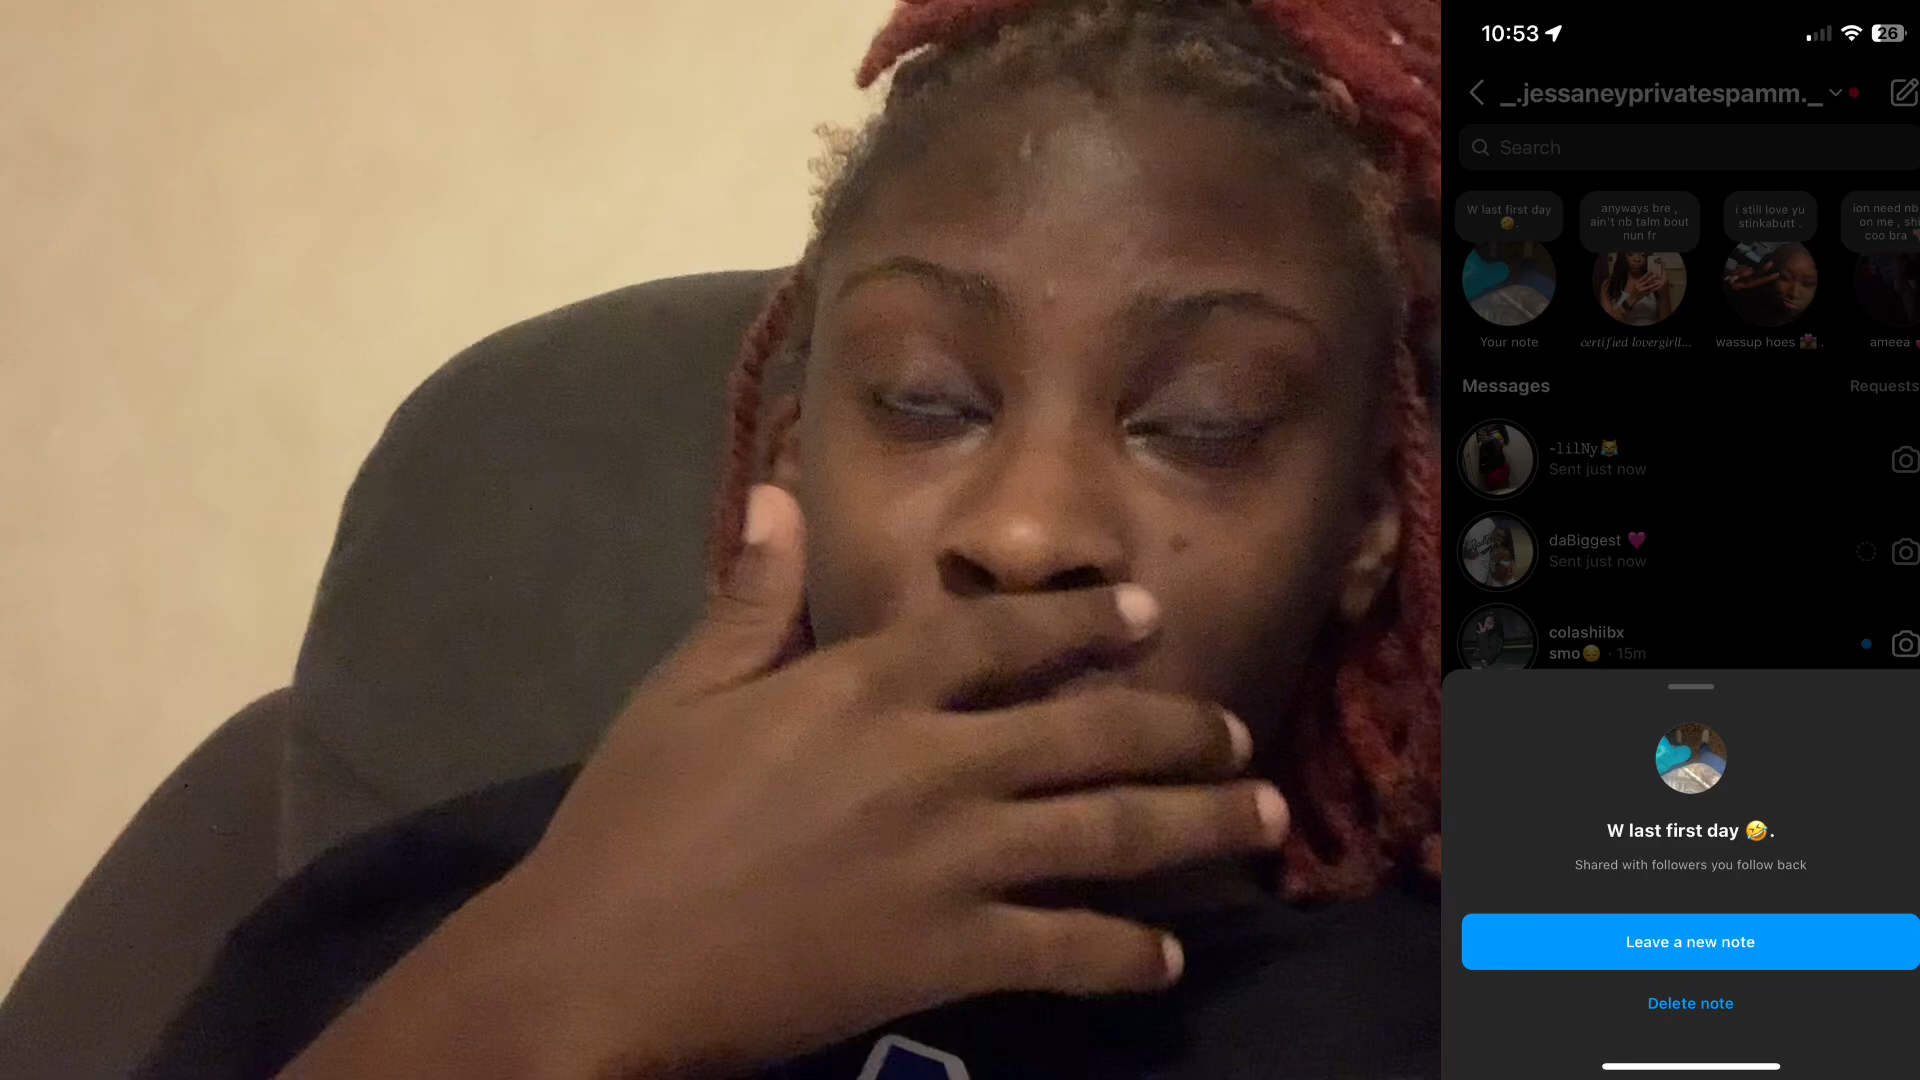 10:53
26
_.jessaneyprivatespamm._
Search
W last first day
🤣.
anyways bre ,
ain't nb talm bout
nun fr
i still love yu
stinkabutt .
ion need nb
on me , shi
coo bra
Your note
certified lovergirll...
wassup hoes 💒 .
ameea
Messages
Requests
-lilNy😹
Sent just now
daBiggest 💜
Sent just now
colashiibx
smo😔 · 15m
W last first day 🤣.
Shared with followers you follow back
Leave a new note
Delete note